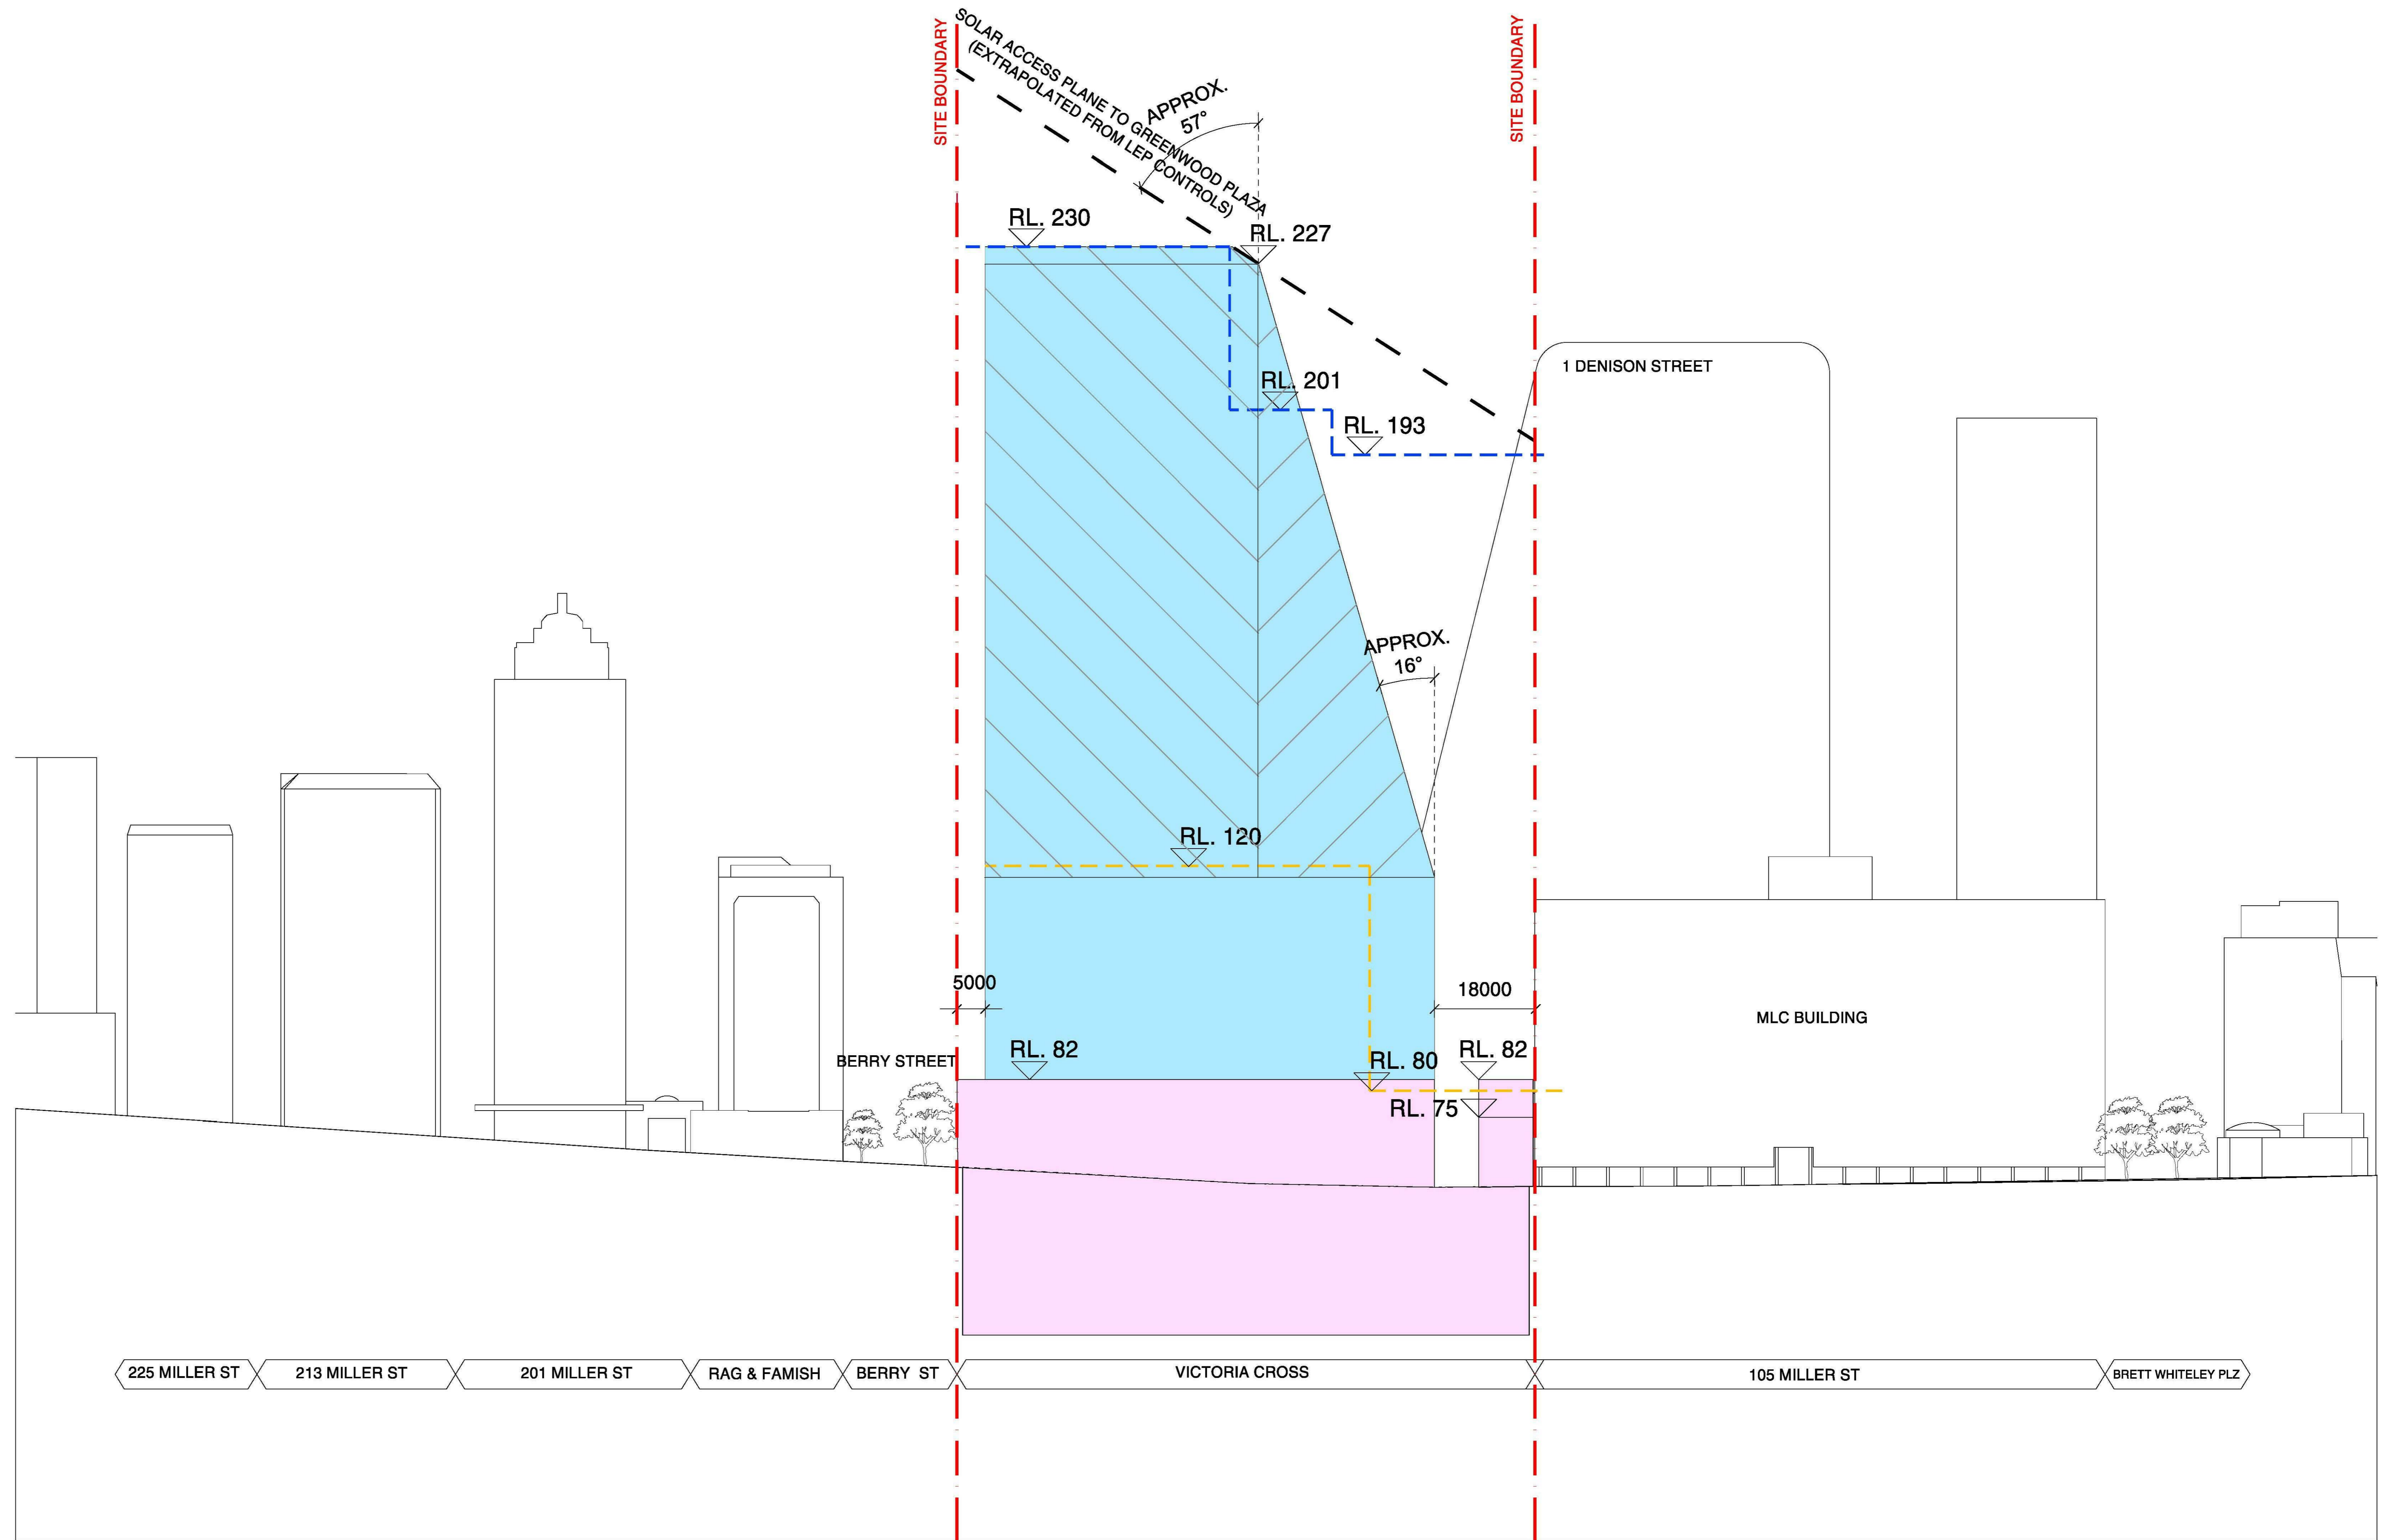 SITE BOUNDARY
SOLAR ACCESS PLANE TO GREENWOOD PLAZA
(EXTRAPOLATED FROM LEP CONTROLS)
APPROX.
57°
SITE BOUNDARY
RL. 230
RL. 227
1 DENISON STREET
RL. 201
RL. 193
APPROX.
16°
RL. 120
5000
18000
MLC BUILDING
BERRY STREET
RL. 82
RL. 80
RL. 82
RL. 75
225 MILLER ST
213 MILLER ST
201 MILLER ST
RAG & FAMISH
BERRY ST
VICTORIA CROSS
105 MILLER ST
BRETT WHITELEY PLZ